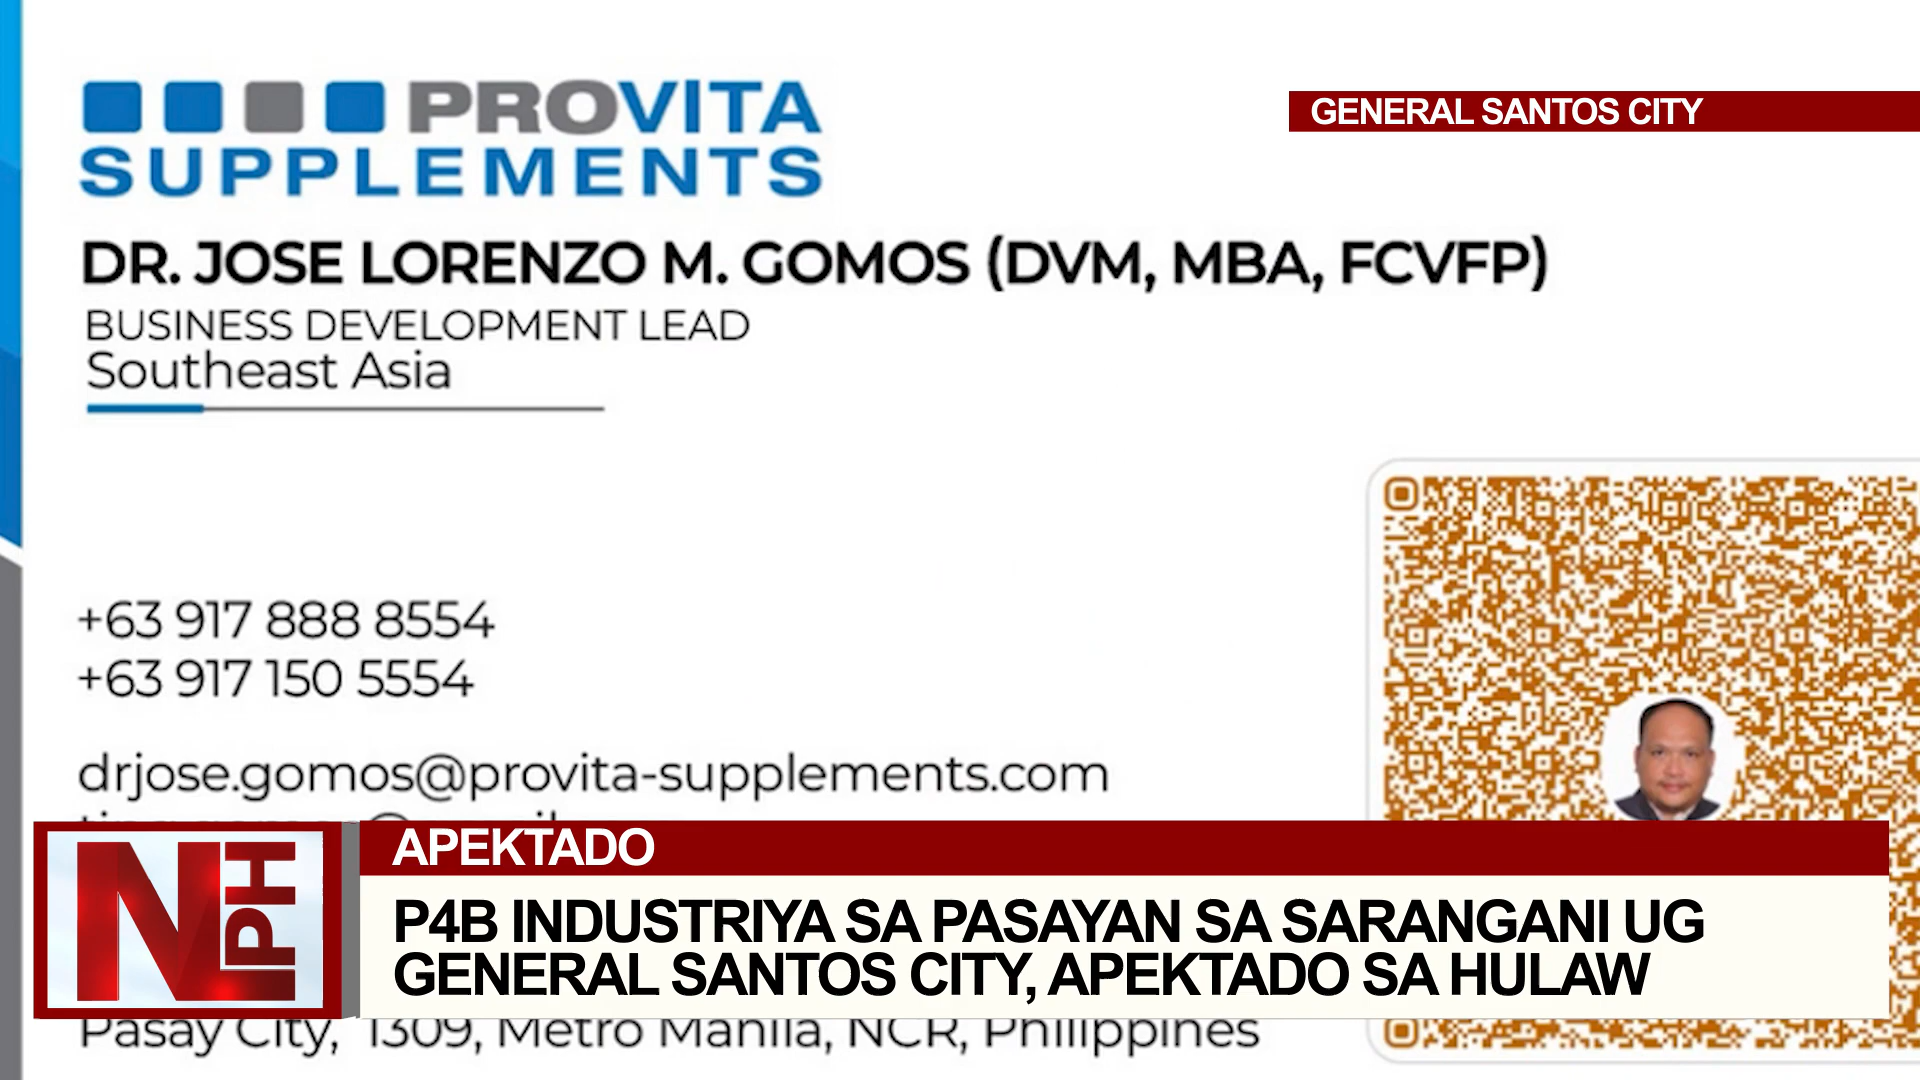 PROVITA
SUPPLEMENTS
GENERAL SANTOS CITY
DR. JOSE LORENZO M. GOMOS (DVM, MBA, FCVFP)
BUSINESS DEVELOPMENT LEAD
Southeast Asia
+63 917 888 8554
+63 917 150 5554
drjose.gomos@provita-supplements.com
NPH
APEKTADO
P4B INDUSTRIYA SA PASAYAN SA SARANGANI UG
GENERAL SANTOS CITY, APEKTADO SA HULAW
Pasay City, 1309, Metro Manila, NCR, Philippines